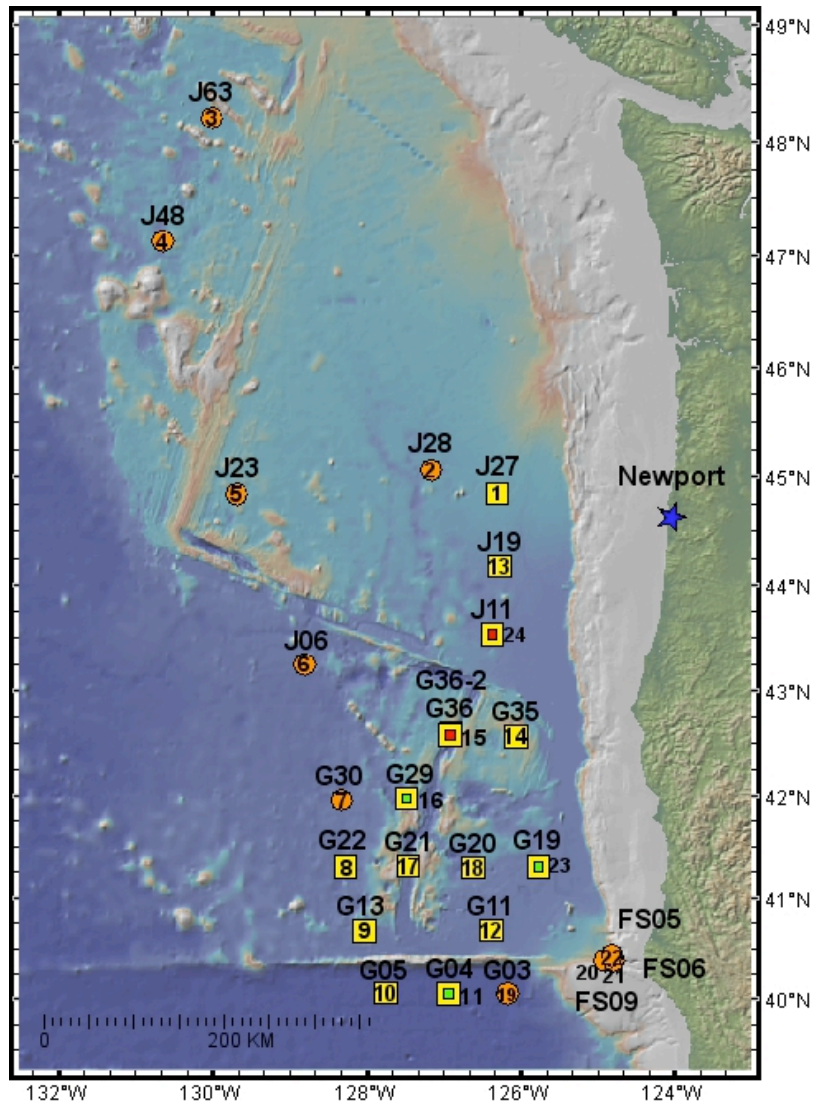 49°N
J63
3
48°N
J48
4
47°N
46°N
J28
2
J27
1
J23
5
45°N
Newport
J19
13
44°N
J11
24
J06
6
43°N
G36-2
G36
15
G35
14
G30
7
G29
16
42°N
G22
8
G21
17
G20
18
G19
23
41°N
G13
9
G11
12
FS05
22
20
21
FS06
FS09
G05
10
G04
11
G03
19
40°N
0
200 KM
132°W
130°W
128°W
126°W
124°W